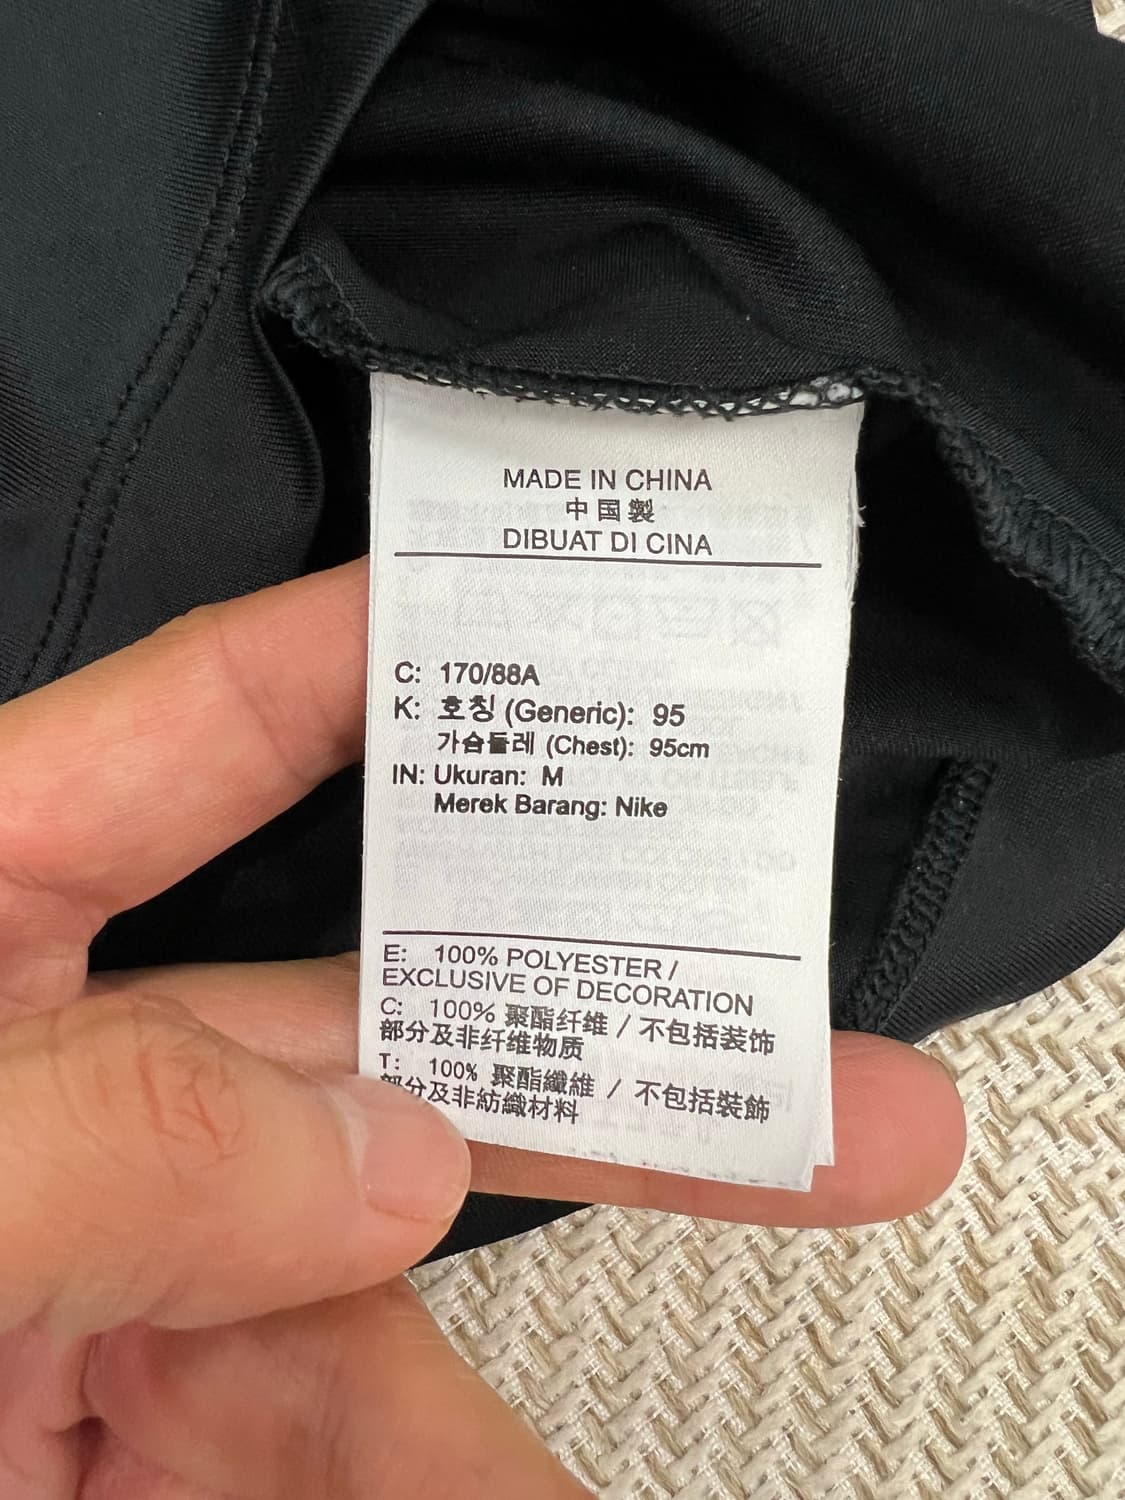 MADE IN CHINA
中国製
DIBUAT DI CINA
C: 170/88A
K: 호칭 (Generic): 95
가슴둘레 (Chest): 95cm
IN: Ukuran: M
Merek Barang: Nike
E: 100% POLYESTER /
EXCLUSIVE OF DECORATION
C: 100% 聚酯纤维 / 不包括装饰
部分及非纤维物质
T: 100% 聚酯纖維 / 不包括裝飾
部分及非紡織材料